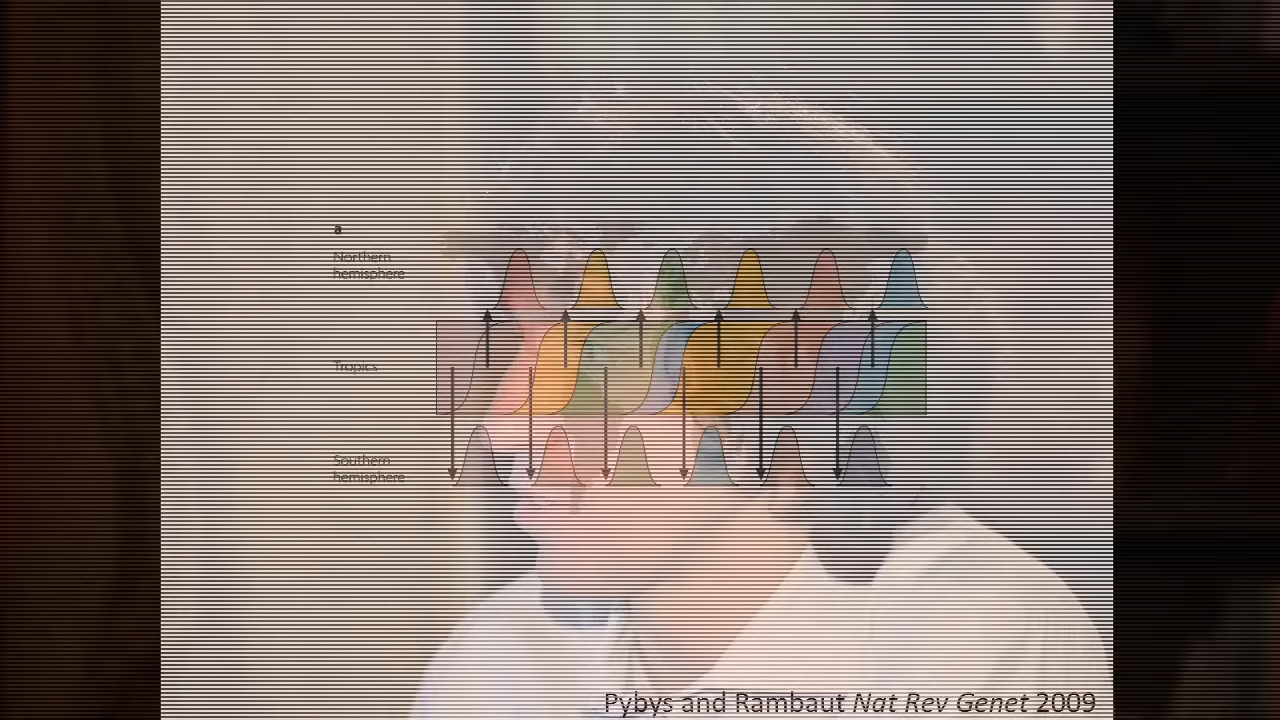 a
Northern
hemisphere
Tropics
Southern
hemisphere
Pybys and Rambaut Nat Rev Genet 2009